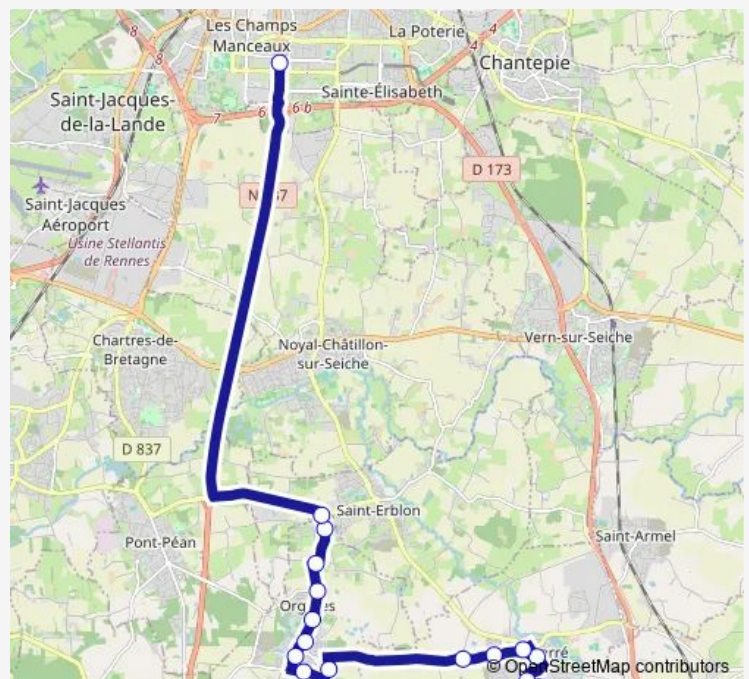 8
8
Les Champs
Manceaux
La Poterie
4
4
Chantepie
Saint-Jacques-
de-la-Lande
Sainte-Élisabeth
7
6
6 b
D 173
Saint-Jacques
Aéroport
Usine Stellantis
de Rennes
Chartres-de-
Bretagne
Noyal-Châtillon-
sur-Seiche
Vern-sur-Seiche
D 837
Saint-Erblon
Pont-Péan
Saint-Armel
© OpenStreetMap contributors